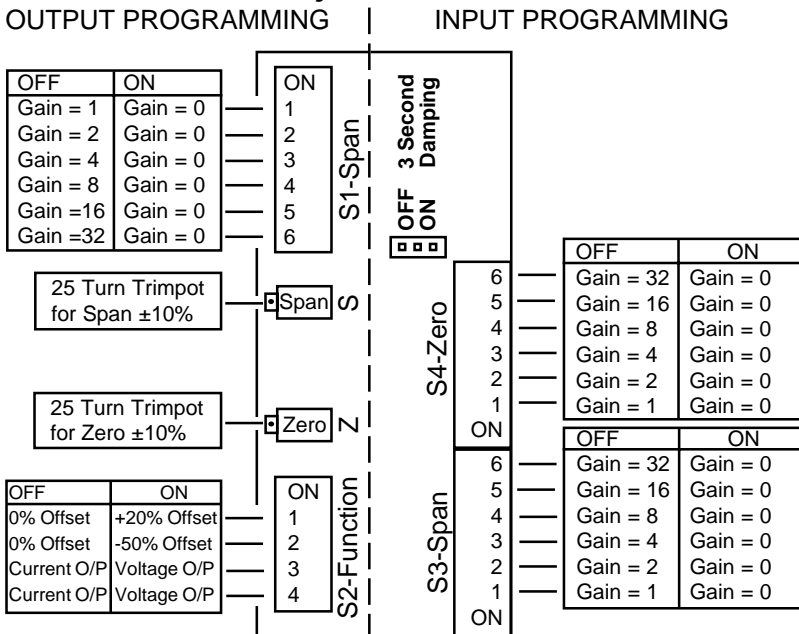 OUTPUT PROGRAMMING
INPUT PROGRAMMING
OFF ON
Gain = 1 Gain = 0
Gain = 2 Gain = 0
Gain = 4 Gain = 0
Gain = 8 Gain = 0
Gain =16 Gain = 0
Gain =32 Gain = 0
ON
1
2
3
4
5
6
S1-Span
3 Second
Damping
OFF
ON
25 Turn Trimpot
for Span ±10%
Span
S
25 Turn Trimpot
for Zero ±10%
Zero
Z
OFF ON
0% Offset +20% Offset
0% Offset -50% Offset
Current O/P Voltage O/P
Current O/P Voltage O/P
ON
1
2
3
4
S2-Function
S4-Zero
6
5
4
3
2
1
ON
OFF ON
Gain = 32 Gain = 0
Gain = 16 Gain = 0
Gain = 8 Gain = 0
Gain = 4 Gain = 0
Gain = 2 Gain = 0
Gain = 1 Gain = 0
S3-Span
6
5
4
3
2
1
ON
OFF ON
Gain = 32 Gain = 0
Gain = 16 Gain = 0
Gain = 8 Gain = 0
Gain = 4 Gain = 0
Gain = 2 Gain = 0
Gain = 1 Gain = 0